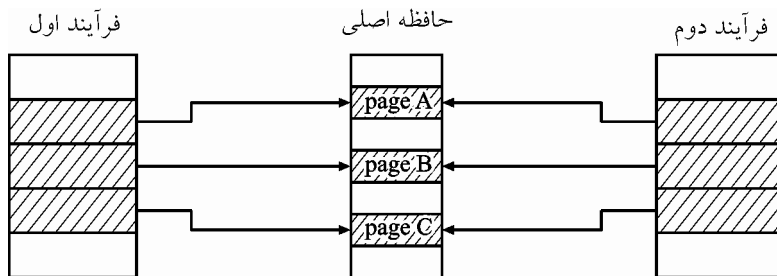 فرآیند اول
حافظه اصلی
فرآیند دوم
page A
page B
page C